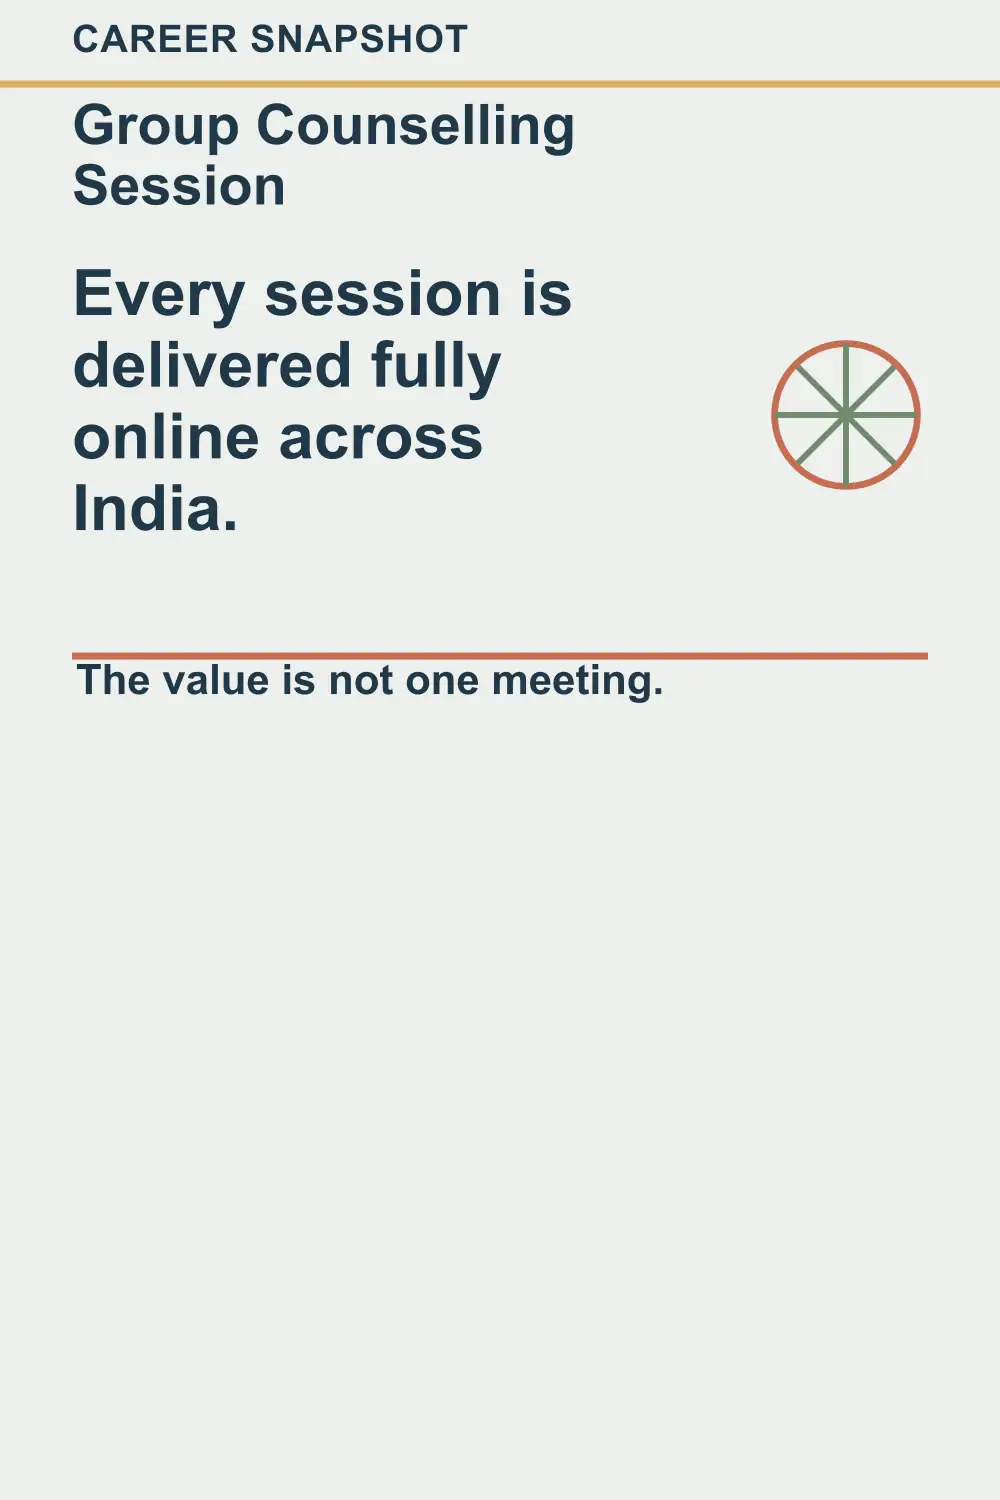 CAREER SNAPSHOT
Group Counselling
Session
Every session is
delivered fully
online across
India.
The value is not one meeting.